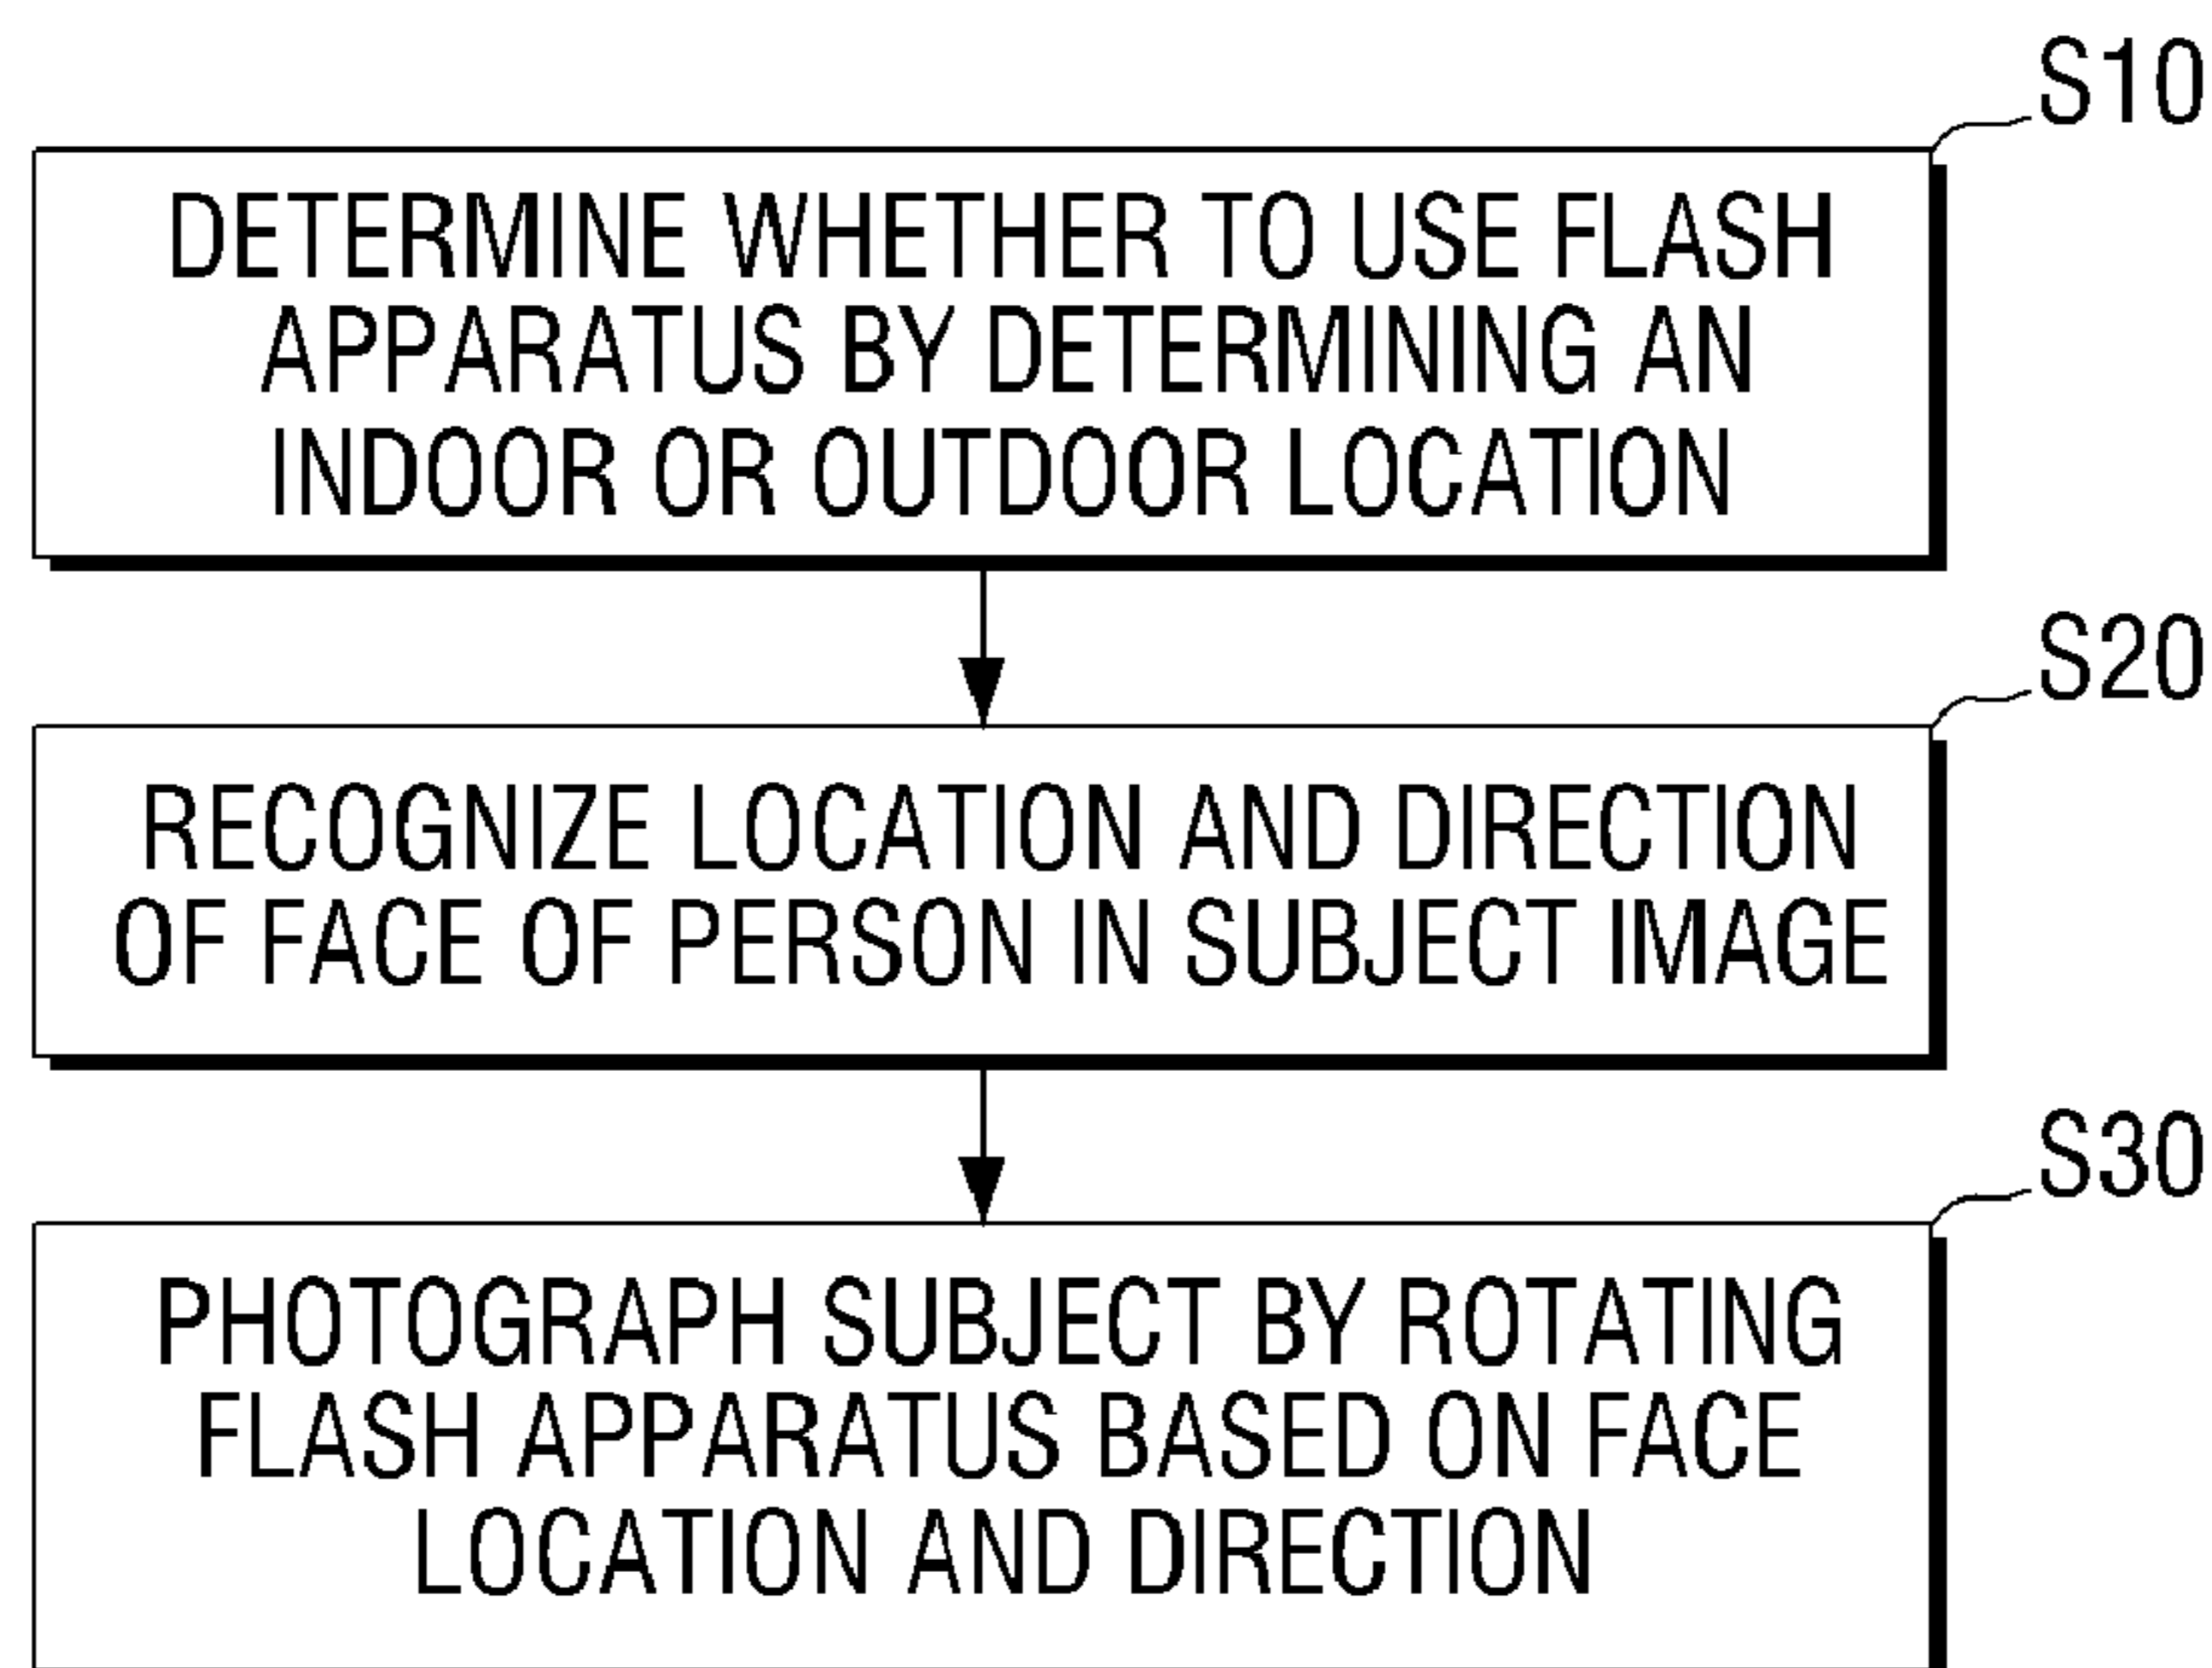 S10
DETERMINE WHETHER TO USE FLASH
APPARATUS BY DETERMINING AN
INDOOR OR OUTDOOR LOCATION
S20
RECOGNIZE LOCATION AND DIRECTION
OF FACE OF PERSON IN SUBJECT IMAGE
S30
PHOTOGRAPH SUBJECT BY ROTATING
FLASH APPARATUS BASED ON FACE
LOCATION AND DIRECTION